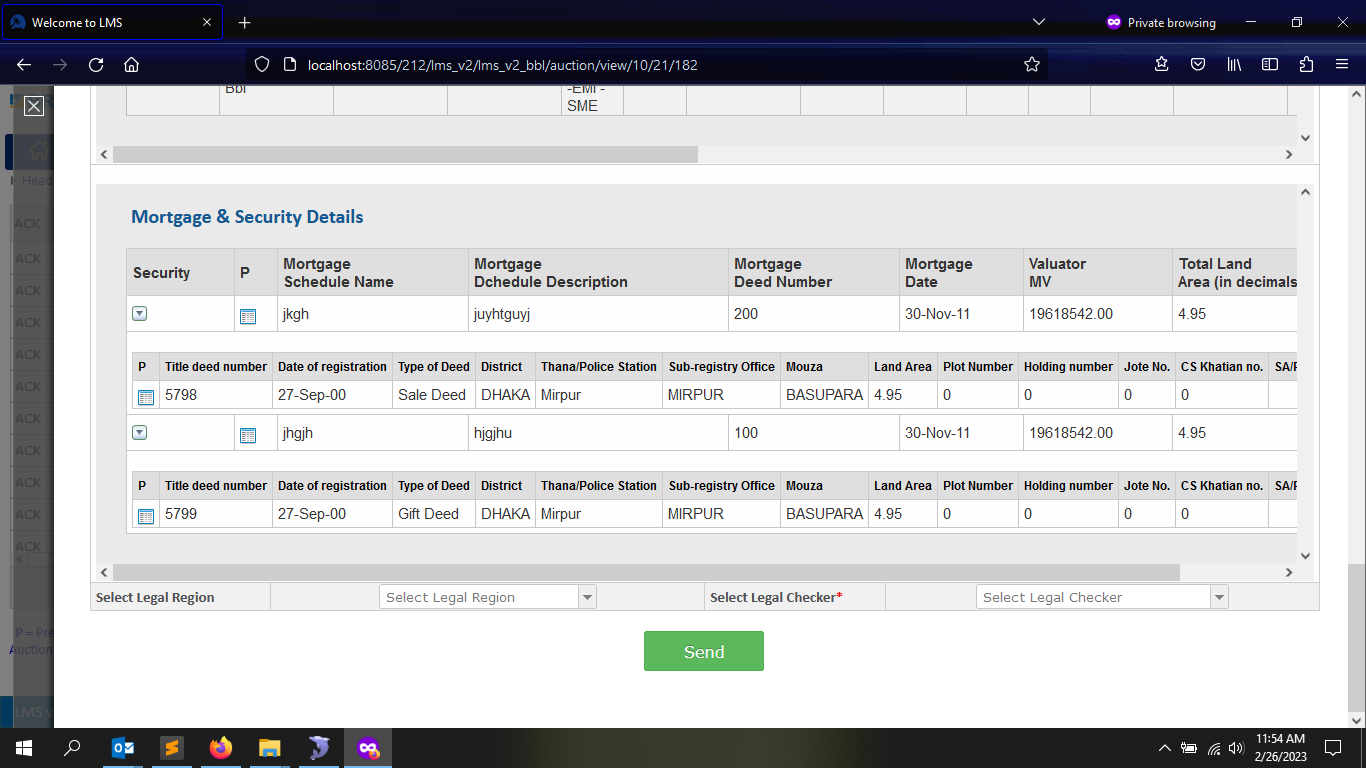 Welcome to LMS
Private browsing
localhost:8085/212/lms_v2/lms_v2_bbl/auction/view/10/21/182
Bbl
-EMI -
SME
Head
ACK
ACK
ACK
ACK
ACK
ACK
ACK
ACK
ACK
ACK
Mortgage & Security Details
Security P Mortgage Schedule Name Mortgage Dchedule Description Mortgage Deed Number Mortgage Date Valuator MV Total Land Area (in decimals
jkgh juyhtguyj 200 30-Nov-11 19618542.00 4.95
P Title deed number Date of registration Type of Deed District Thana/Police Station Sub-registry Office Mouza Land Area Plot Number Holding number Jote No. CS Khatian no. SA/
5798 27-Sep-00 Sale Deed DHAKA Mirpur MIRPUR BASUPARA 4.95 0 0 0 0
jhgjh hjgjhu 100 30-Nov-11 19618542.00 4.95
P Title deed number Date of registration Type of Deed District Thana/Police Station Sub-registry Office Mouza Land Area Plot Number Holding number Jote No. CS Khatian no. SA/
5799 27-Sep-00 Gift Deed DHAKA Mirpur MIRPUR BASUPARA 4.95 0 0 0 0
Select Legal Region Select Legal Region Select Legal Checker* Select Legal Checker
P = Pre
Auction
Send
LMS v
11:54 AM
2/26/2023